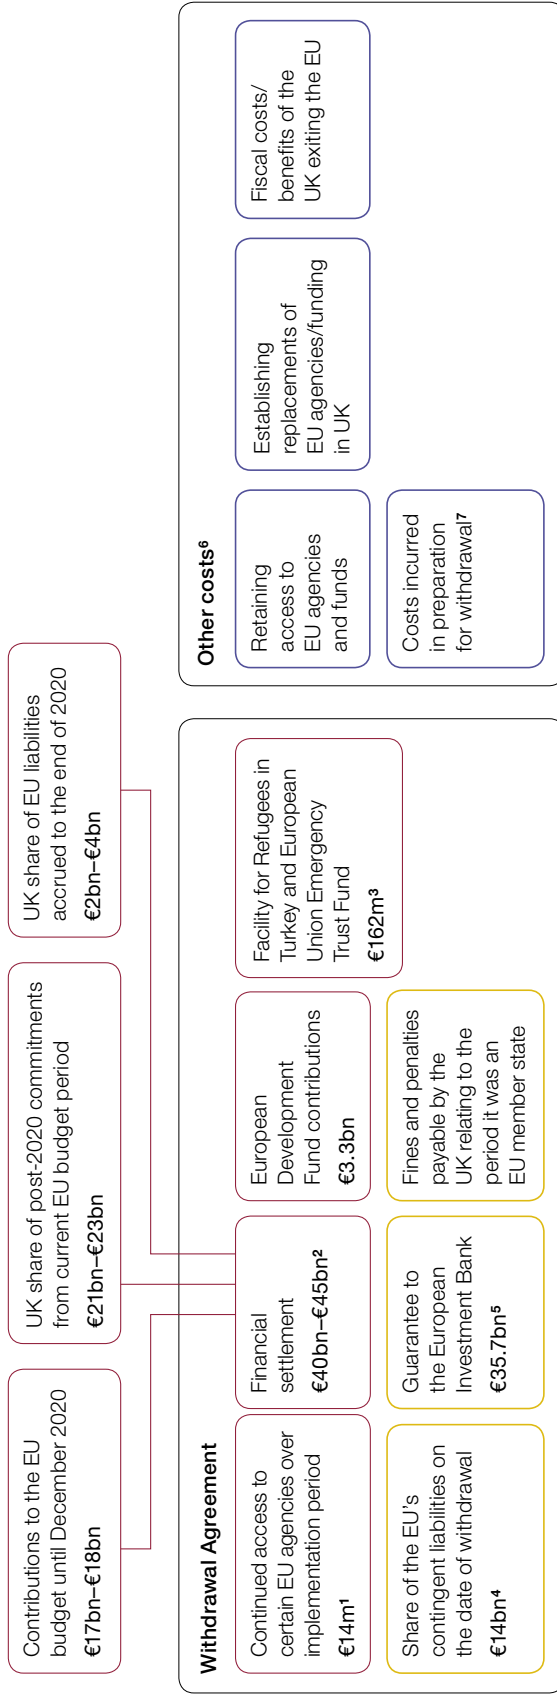 Contributions to the EU
budget until December 2020
€17bn–€18bn
UK share of post-2020 commitments
from current EU budget period
€21bn–€23bn
UK share of EU liabilities
accrued to the end of 2020
€2bn–€4bn
Withdrawal Agreement
Continued access to
certain EU agencies over
implementation period
€14m¹
Financial
settlement
€40bn–€45bn²
European
Development
Fund contributions
€3.3bn
Facility for Refugees in
Turkey and European
Union Emergency
Trust Fund
€162m³
Share of the EU's
contingent liabilities on
the date of withdrawal
€14bn⁴
Guarantee to
the European
Investment Bank
€35.7bn⁵
Fines and penalties
payable by the
UK relating to the
period it was an
EU member state
Other costs⁶
Retaining
access to
EU agencies
and funds
Establishing
replacements of
EU agencies/funding
in UK
Fiscal costs/
benefits of the
UK exiting the EU
Costs incurred
in preparation
for withdrawal⁷